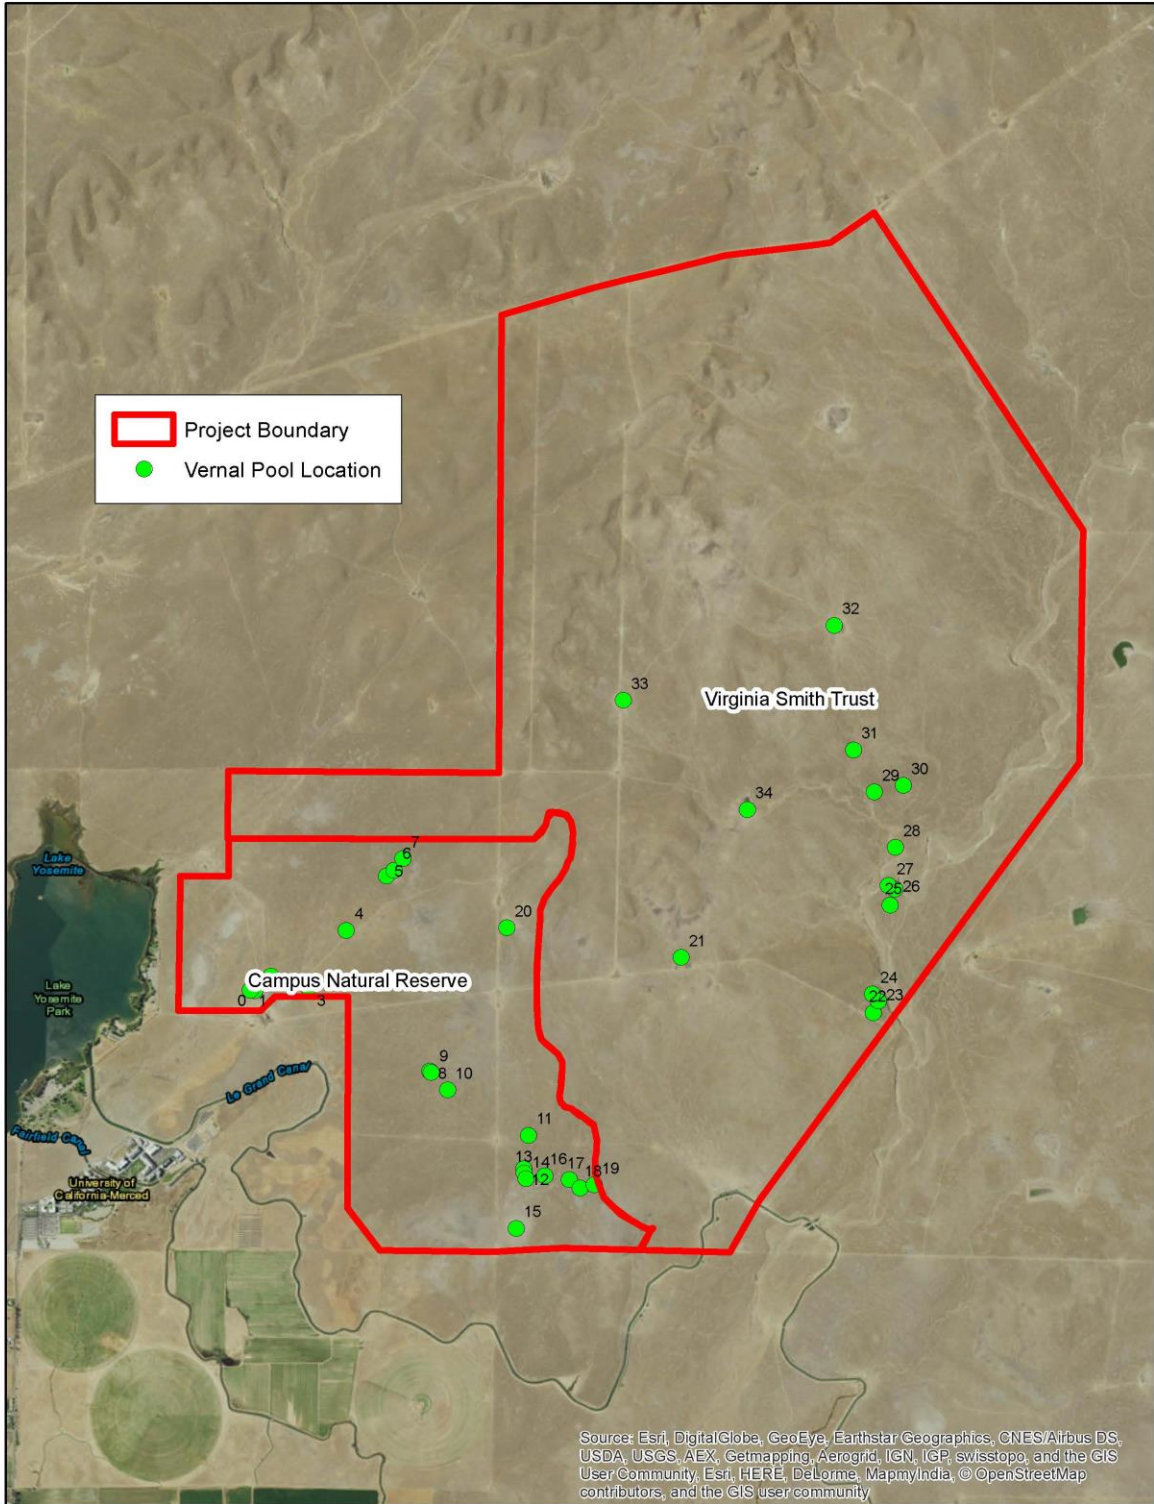 Project Boundary
Vernal Pool Location
32
33
Virginia Smith Trust
31
30
29
34
28
7
6
5
27
26
25
Lake
Yosemite
20
4
21
Campus Natural Reserve
Lake
Yosemite
Park
24
0
1
3
22
23
9
8
10
Le Grand Canal
11
Fairfield Canal
13
14
16
12
17
18
19
University of
California-Merced
15
Source: Esri, DigitalGlobe, GeoEye, Earthstar Geographics, CNES/Airbus DS,
USDA, USGS, AEX, Getmapping, Aerogrid, IGN, IGP, swisstopo, and the GIS
User Community, Esri, HERE, DeLorme, MapmyIndia, © OpenStreetMap
contributors, and the GIS user community